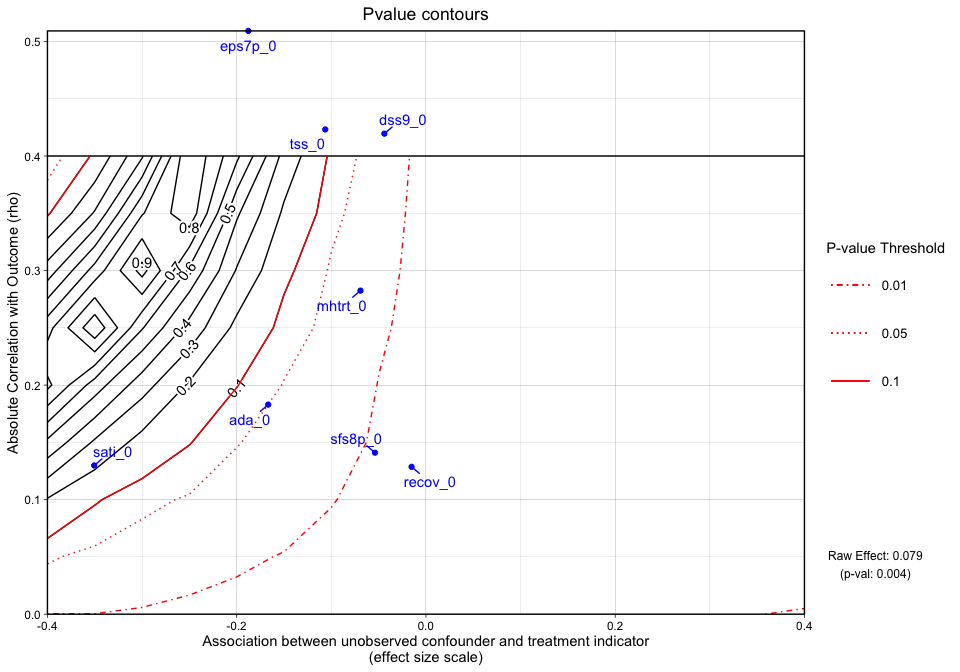 Pvalue contours
0.5
0.4
0.3
0.2
0.1
0.0
Absolute Correlation with Outcome (rho)
eps7p_0
dss9_0
tss_0
mhtrt_0
ada_0
sati_0
sfs8p_0
recov_0
0.9
0.8
0.7
0.6
0.5
0.4
0.3
0.2
0.1
-0.4
-0.2
0.0
0.2
0.4
Association between unobserved confounder and treatment indicator
(effect size scale)
P-value Threshold
0.01
0.05
0.1
Raw Effect: 0.079
(p-val: 0.004)